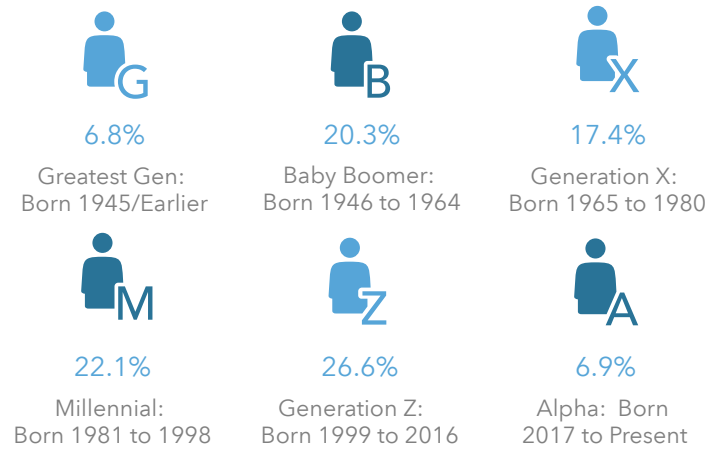 G
6.8%
Greatest Gen:
Born 1945/Earlier
B
20.3%
Baby Boomer:
Born 1946 to 1964
X
17.4%
Generation X:
Born 1965 to 1980
M
22.1%
Millennial:
Born 1981 to 1998
Z
26.6%
Generation Z:
Born 1999 to 2016
A
6.9%
Alpha:  Born
2017 to Present